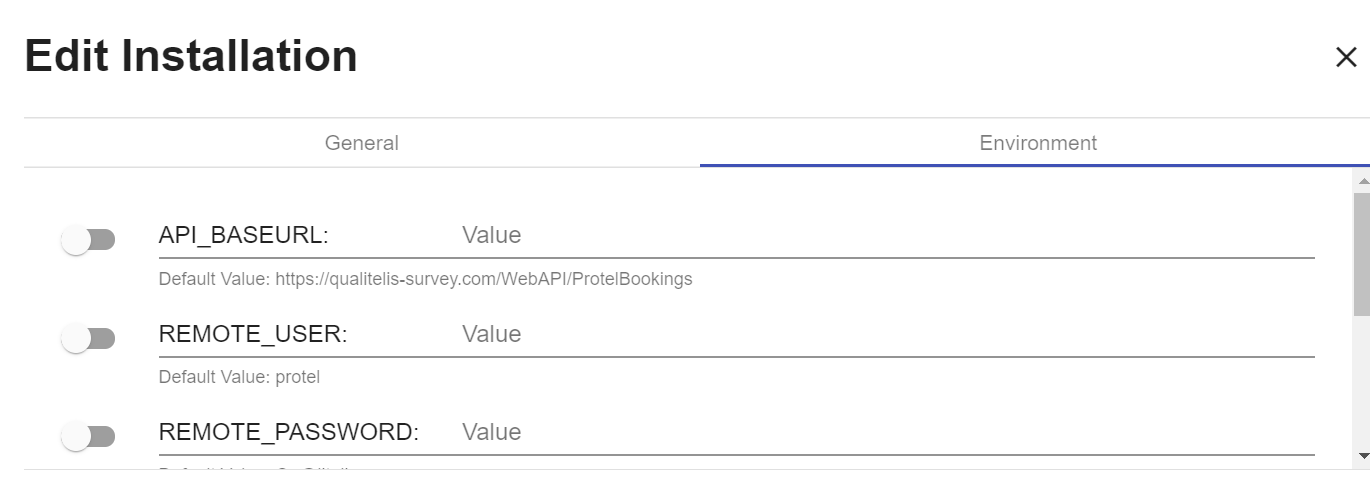 Edit Installation
General
Environment
API_BASEURL: Value
Default Value: https://qualitelis-survey.com/WebAPI/ProtelBookings
REMOTE_USER: Value
Default Value: protel
REMOTE_PASSWORD: Value